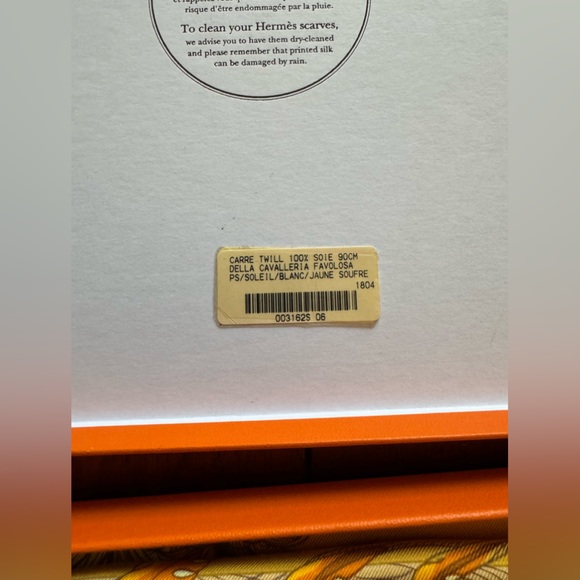 risque d'être endommagée par la pluie.
To clean your Hermès scarves,
we advise you to have them dry-cleaned
and please remember that printed silk
can be damaged by rain.
CARRE TWILL 100% SOIE 90CM
DELLA CAVALLERIA FAVOLOSA
PS/SOLEIL/BLANC/JAUNE SOUFRE
1804
003162S 06